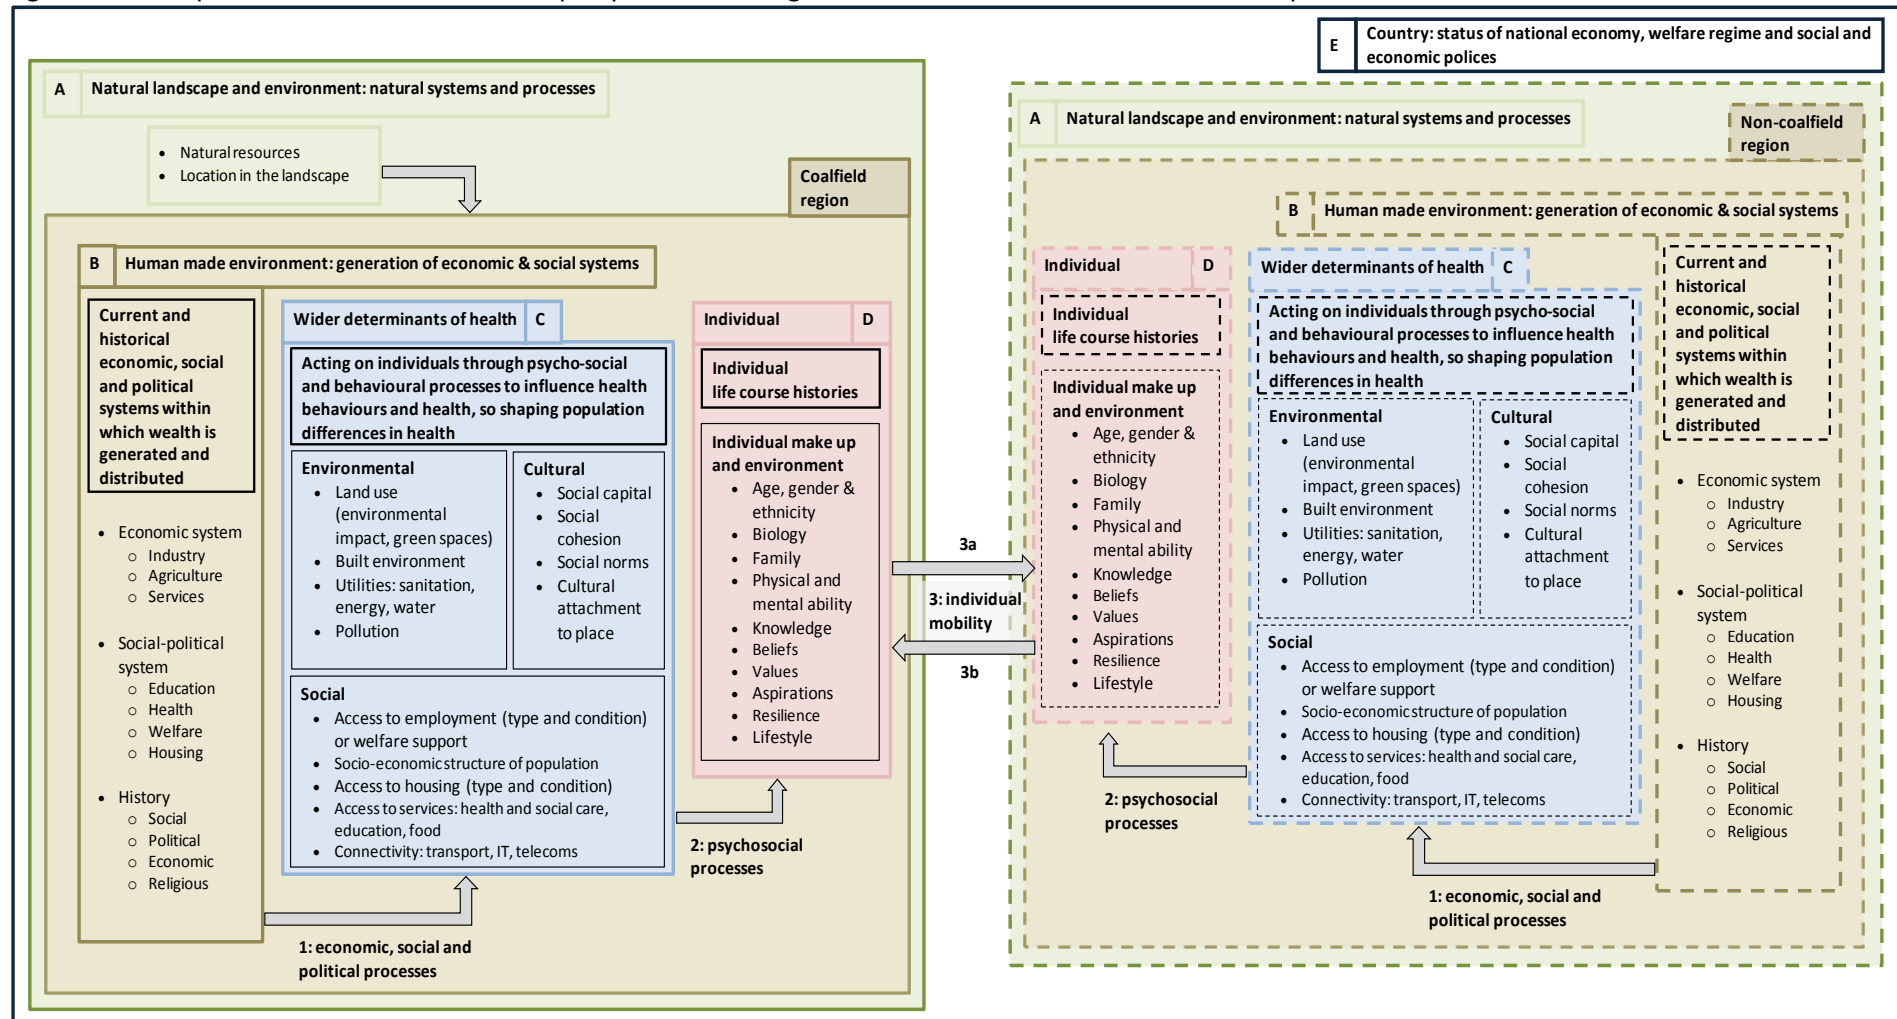 E
Country: status of national economy, welfare regime and social and
economic polices
A
Natural landscape and environment: natural systems and processes
• Natural resources
• Location in the landscape
Coalfield
region
B
Human made environment: generation of economic & social systems
Current and
historical
economic, social
and political
systems within
which wealth is
generated and
distributed
• Economic system
o Industry
o Agriculture
o Services
• Social-political
system
o Education
o Health
o Welfare
o Housing
• History
o Social
o Political
o Economic
o Religious
Wider determinants of health
C
Acting on individuals through psycho-social
and behavioural processes to influence health
behaviours and health, so shaping population
differences in health
Environmental
• Land use
(environmental
impact, green spaces)
• Built environment
• Utilities: sanitation,
energy, water
• Pollution
Cultural
• Social capital
• Social
cohesion
• Social norms
• Cultural
attachment
to place
Social
• Access to employment (type and condition)
or welfare support
• Socio-economic structure of population
• Access to housing (type and condition)
• Access to services: health and social care,
education, food
• Connectivity: transport, IT, telecoms
Individual
D
Individual
life course histories
Individual make up
and environment
• Age, gender &
ethnicity
• Biology
• Family
• Physical and
mental ability
• Knowledge
• Beliefs
• Values
• Aspirations
• Resilience
• Lifestyle
1: economic, social and
political processes
2: psychosocial
processes
3a
3: individual
mobility
3b
A
Natural landscape and environment: natural systems and processes
Non-coalfield
region
B
Human made environment: generation of economic & social systems
Individual
D
Individual
life course histories
Individual make up
and environment
• Age, gender &
ethnicity
• Biology
• Family
• Physical and
mental ability
• Knowledge
• Beliefs
• Values
• Aspirations
• Resilience
• Lifestyle
Wider determinants of health
C
Acting on individuals through psycho-social
and behavioural processes to influence health
behaviours and health, so shaping population
differences in health
Environmental
• Land use
(environmental
impact, green spaces)
• Built environment
• Utilities: sanitation,
energy, water
• Pollution
Cultural
• Social capital
• Social
cohesion
• Social norms
• Cultural
attachment
to place
Social
• Access to employment (type and condition)
or welfare support
• Socio-economic structure of population
• Access to housing (type and condition)
• Access to services: health and social care,
education, food
• Connectivity: transport, IT, telecoms
Current and
historical
economic, social
and political
systems within
which wealth is
generated and
distributed
• Economic system
o Industry
o Agriculture
o Services
• Social-political
system
o Education
o Health
o Welfare
o Housing
• History
o Social
o Political
o Economic
o Religious
2: psychosocial
processes
1: economic, social and
political processes